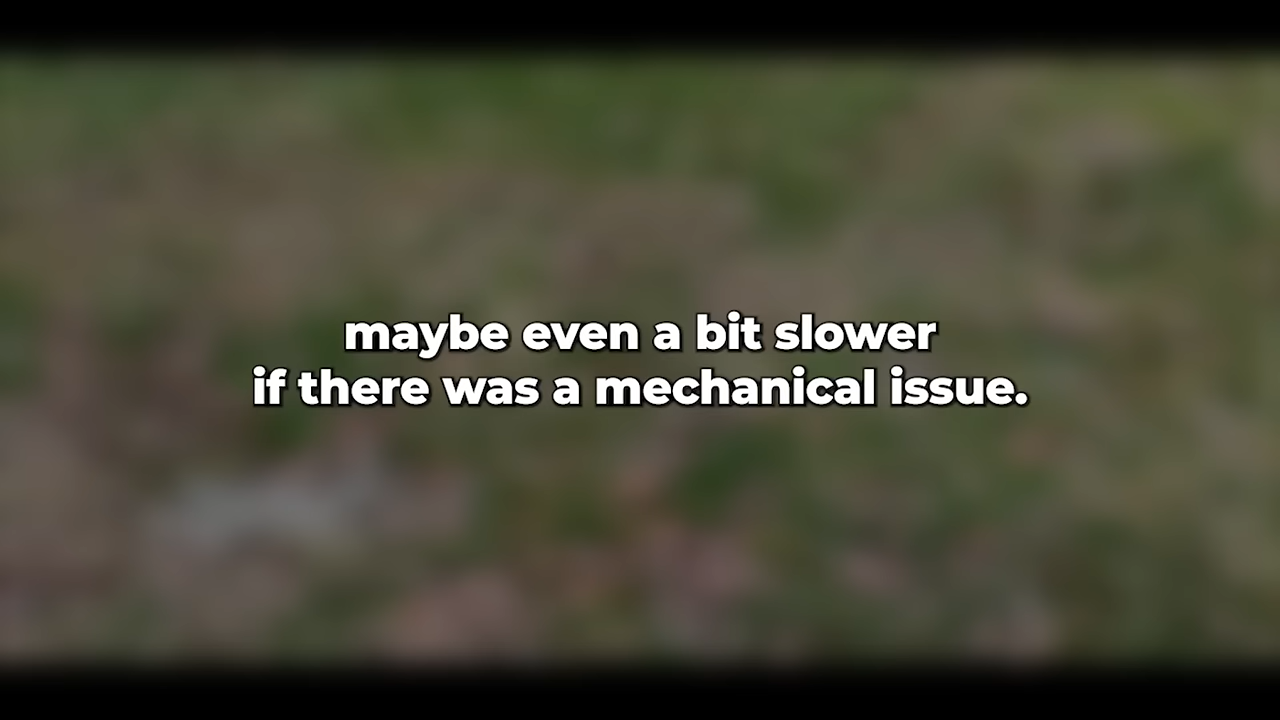 maybe even a bit slower
if there was a mechanical issue.